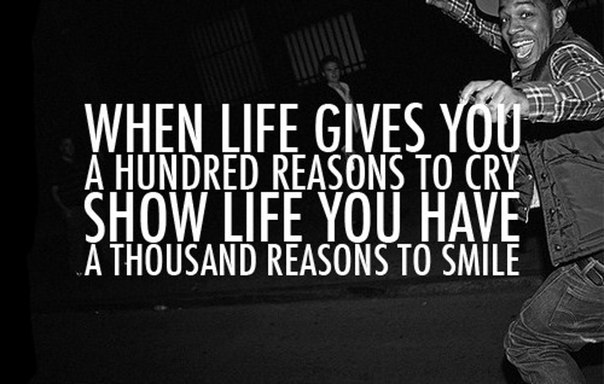 WHEN LIFE GIVES YOU
A HUNDRED REASONS TO CRY
SHOW LIFE YOU HAVE
A THOUSAND REASONS TO SMILE